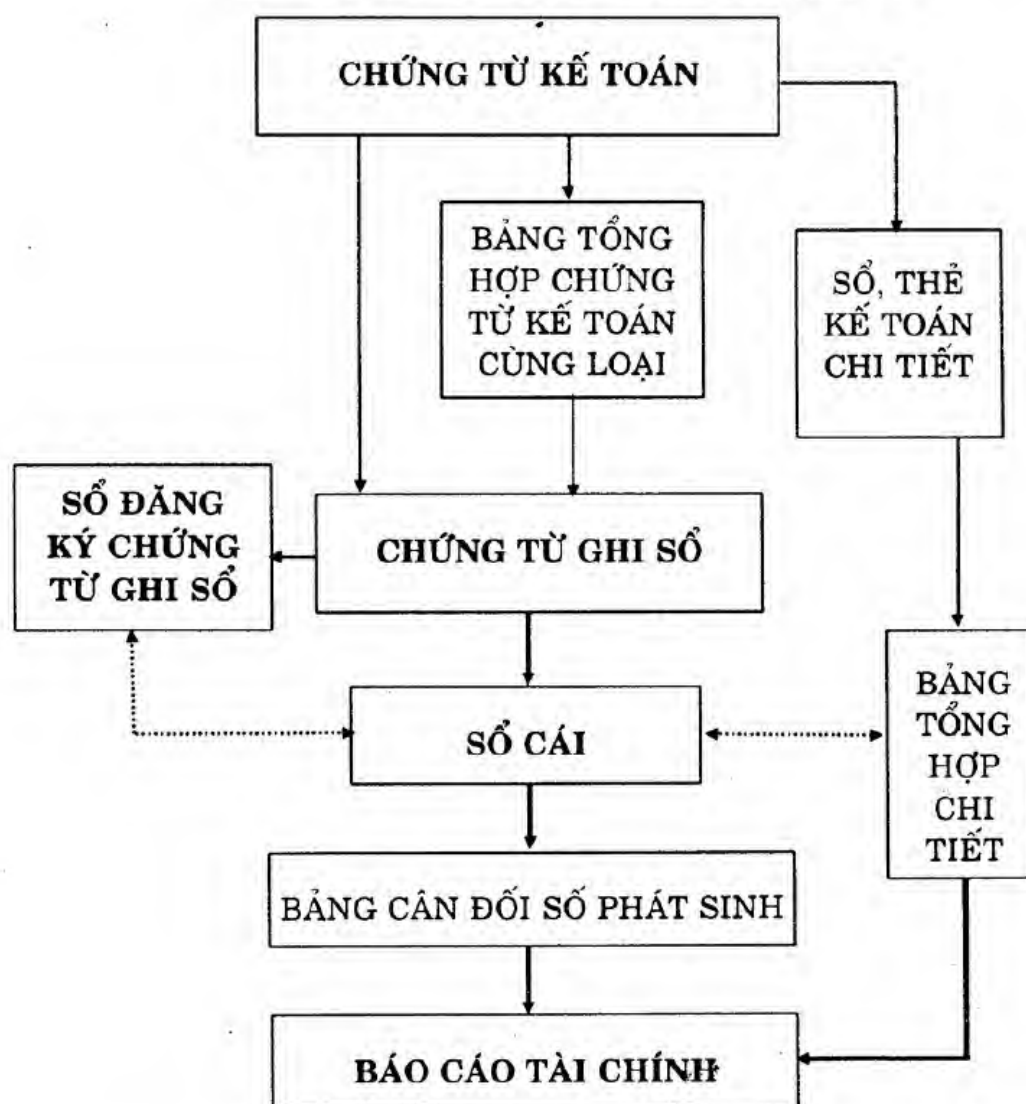 CHỨNG TỪ KẾ TOÁN
BẢNG TỔNG
HỢP CHỨNG
TỪ KẾ TOÁN
CÙNG LOẠI
SỔ, THẺ
KẾ TOÁN
CHI TIẾT
SỔ ĐĂNG
KÝ CHỨNG
TỪ GHI SỔ
CHỨNG TỪ GHI SỔ
SỔ CÁI
BẢNG
TỔNG
HỢP
CHI
TIẾT
BẢNG CÂN ĐỐI SỐ PHÁT SINH
BÁO CÁO TÀI CHÍNH